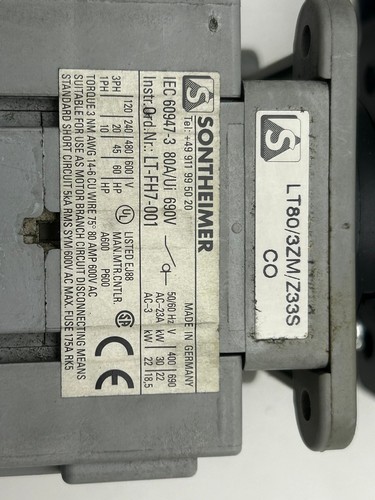 SONTHEIMER
Tel: +49 911 99 50 20
IEC 60947-3 80A/Ui 690V
Instr.Ord.Nr.: LT-FH7-001
MADE IN GERMANY
50/60 Hz V 400 690
AC-23A kW 30 22
AC-3 kW 22 18,5
120 240 480 600 V
3PH 20 45 60 HP
1PH 10 HP
LISTED EJ88
MAN.MTR.CNTLR.
A600 P600
TORQUE 3 NM AWG 14-6 CU WIRE 75° 80 AMP 600V AC
SUITABLE FOR USE AS MOTOR BRANCH CIRCUIT DISCONNECTING MEANS
STANDARD SHORT CIRCUIT 5kA RMS SYM 600V AC MAX. FUSE 175A RK5
LT80/3ZM/Z33S
CO